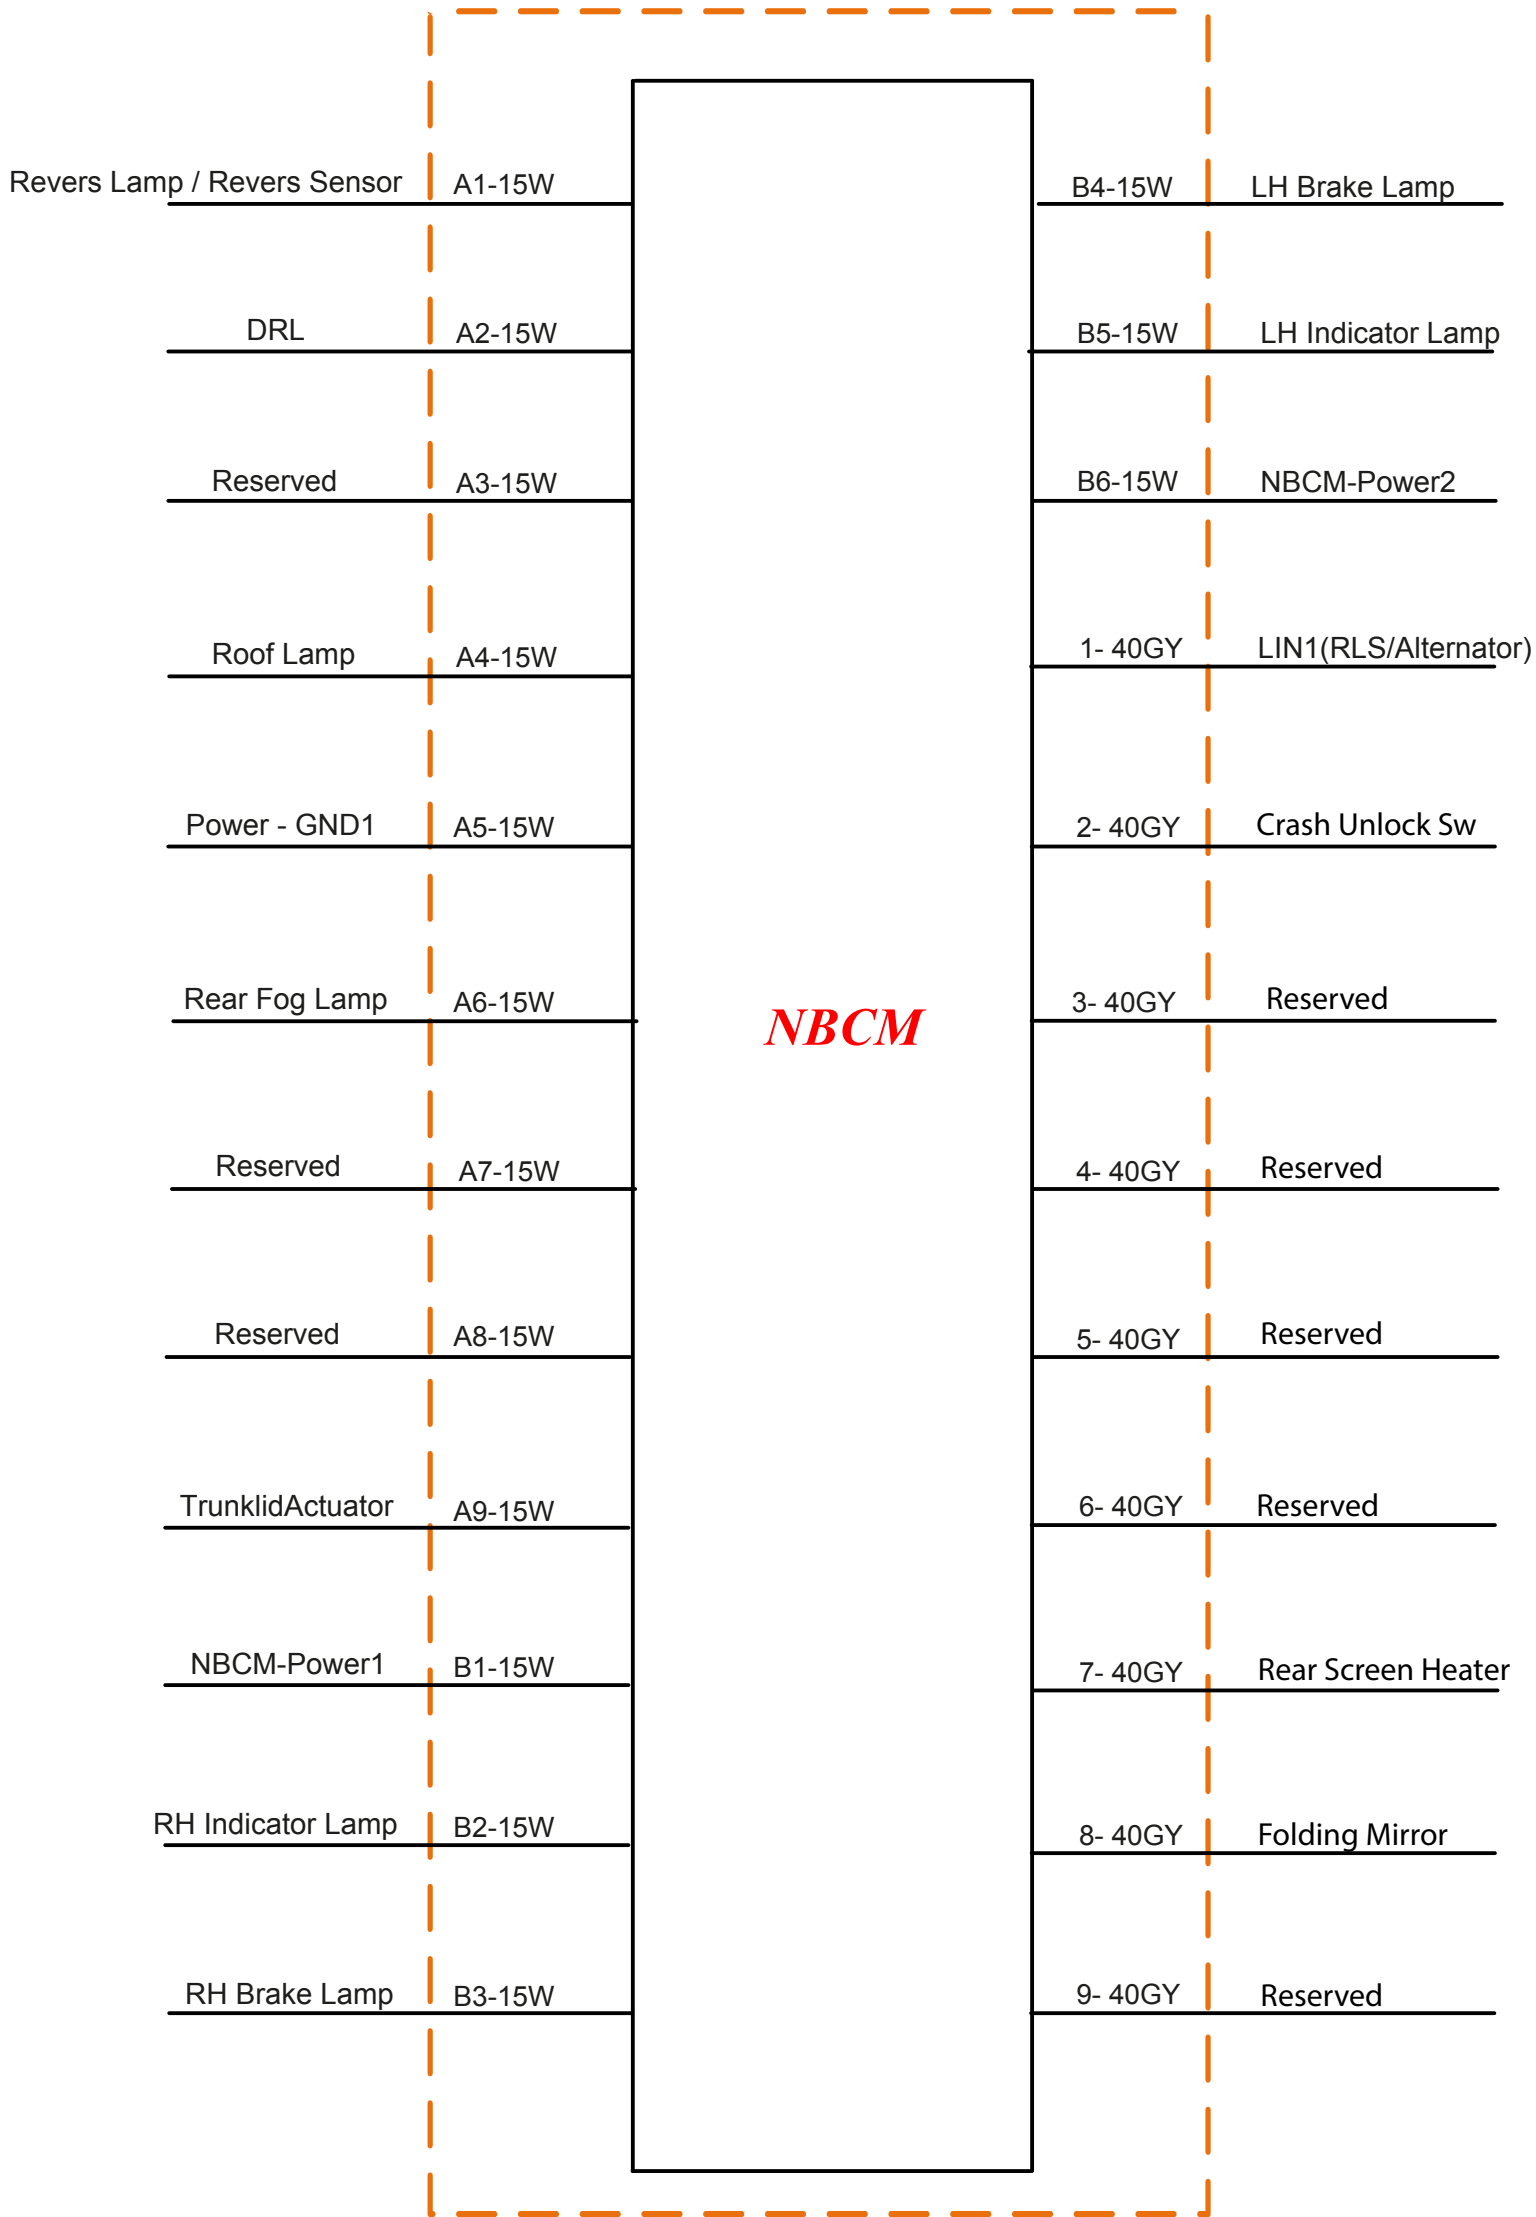 Revers Lamp / Revers Sensor A1-15W B4-15W LH Brake Lamp
DRL A2-15W B5-15W LH Indicator Lamp
Reserved A3-15W B6-15W NBCM-Power2
Roof Lamp A4-15W 1- 40GY LIN1(RLS/Alternator)
Power - GND1 A5-15W 2- 40GY Crash Unlock Sw
Rear Fog Lamp A6-15W 3- 40GY Reserved
NBCM
Reserved A7-15W 4- 40GY Reserved
Reserved A8-15W 5- 40GY Reserved
TrunklidActuator A9-15W 6- 40GY Reserved
NBCM-Power1 B1-15W 7- 40GY Rear Screen Heater
RH Indicator Lamp B2-15W 8- 40GY Folding Mirror
RH Brake Lamp B3-15W 9- 40GY Reserved